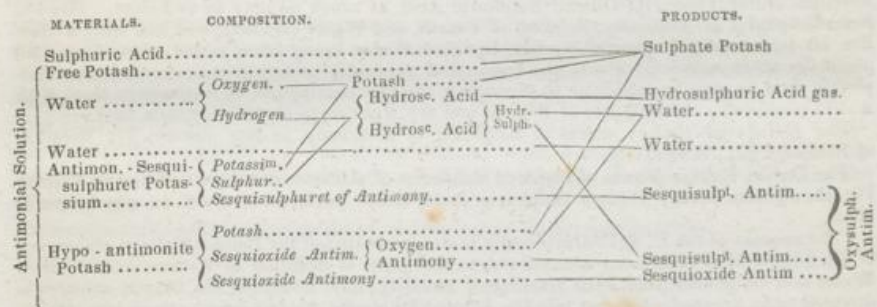 MATERIALS. COMPOSITION. PRODUCTS.
Sulphuric Acid........ Sulphate Potash
Free Potash........
Water ........... { Oxygen. .. Potash .......
Hydrosc. Acid Hydrosulphuric Acid gas.
Hydrogen { Hydr. Water..............
Hydrosc. Acid { Sulph.
Water ........ Water..............
Antimon. - Sesqui- { Potassim.
sulphuret Potas- { Sulphur..
sium........... { Sesquisulphuret of Antimony........ Sesquisulpt. Antim.....
Potash........
Hypo - antimonite { Sesquioxide Antim. { Oxygen........
Potash ......... { Antimony........ Sesquisulpt. Antim.....
Sesquioxide Antimony........ Sesquioxide Antim ...
Antimonial Solution.
Oxysulph.
Antim.